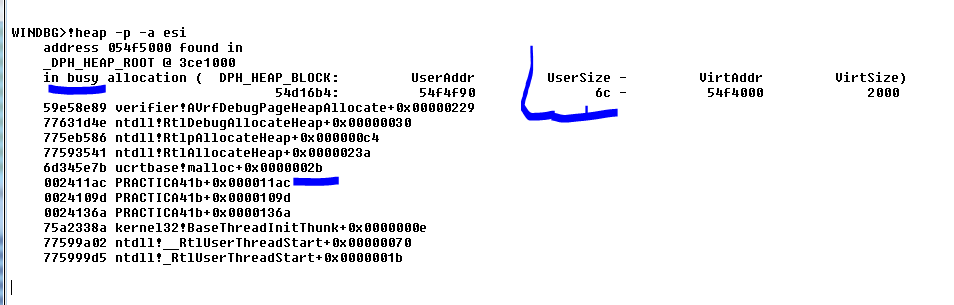 WINDBG>!heap -p -a esi
address 054f5000 found in
_DPH_HEAP_ROOT @ 3ce1000
in busy allocation (  DPH_HEAP_BLOCK:         UserAddr         UserSize -         VirtAddr         VirtSize)
54d16b4:          54f4f90               6c -          54f4000             2000
59e58e89 verifier!AVrfDebugPageHeapAllocate+0x00000229
77631d4e ntdll!RtlDebugAllocateHeap+0x00000030
775eb586 ntdll!RtlpAllocateHeap+0x000000c4
77593541 ntdll!RtlAllocateHeap+0x0000023a
6d345e7b ucrtbase!malloc+0x0000002b
002411ac PRACTICA41b+0x000011ac
0024109d PRACTICA41b+0x0000109d
0024136a PRACTICA41b+0x0000136a
75a2338a kernel32!BaseThreadInitThunk+0x0000000e
77599a02 ntdll!__RtlUserThreadStart+0x00000070
775999d5 ntdll!_RtlUserThreadStart+0x0000001b